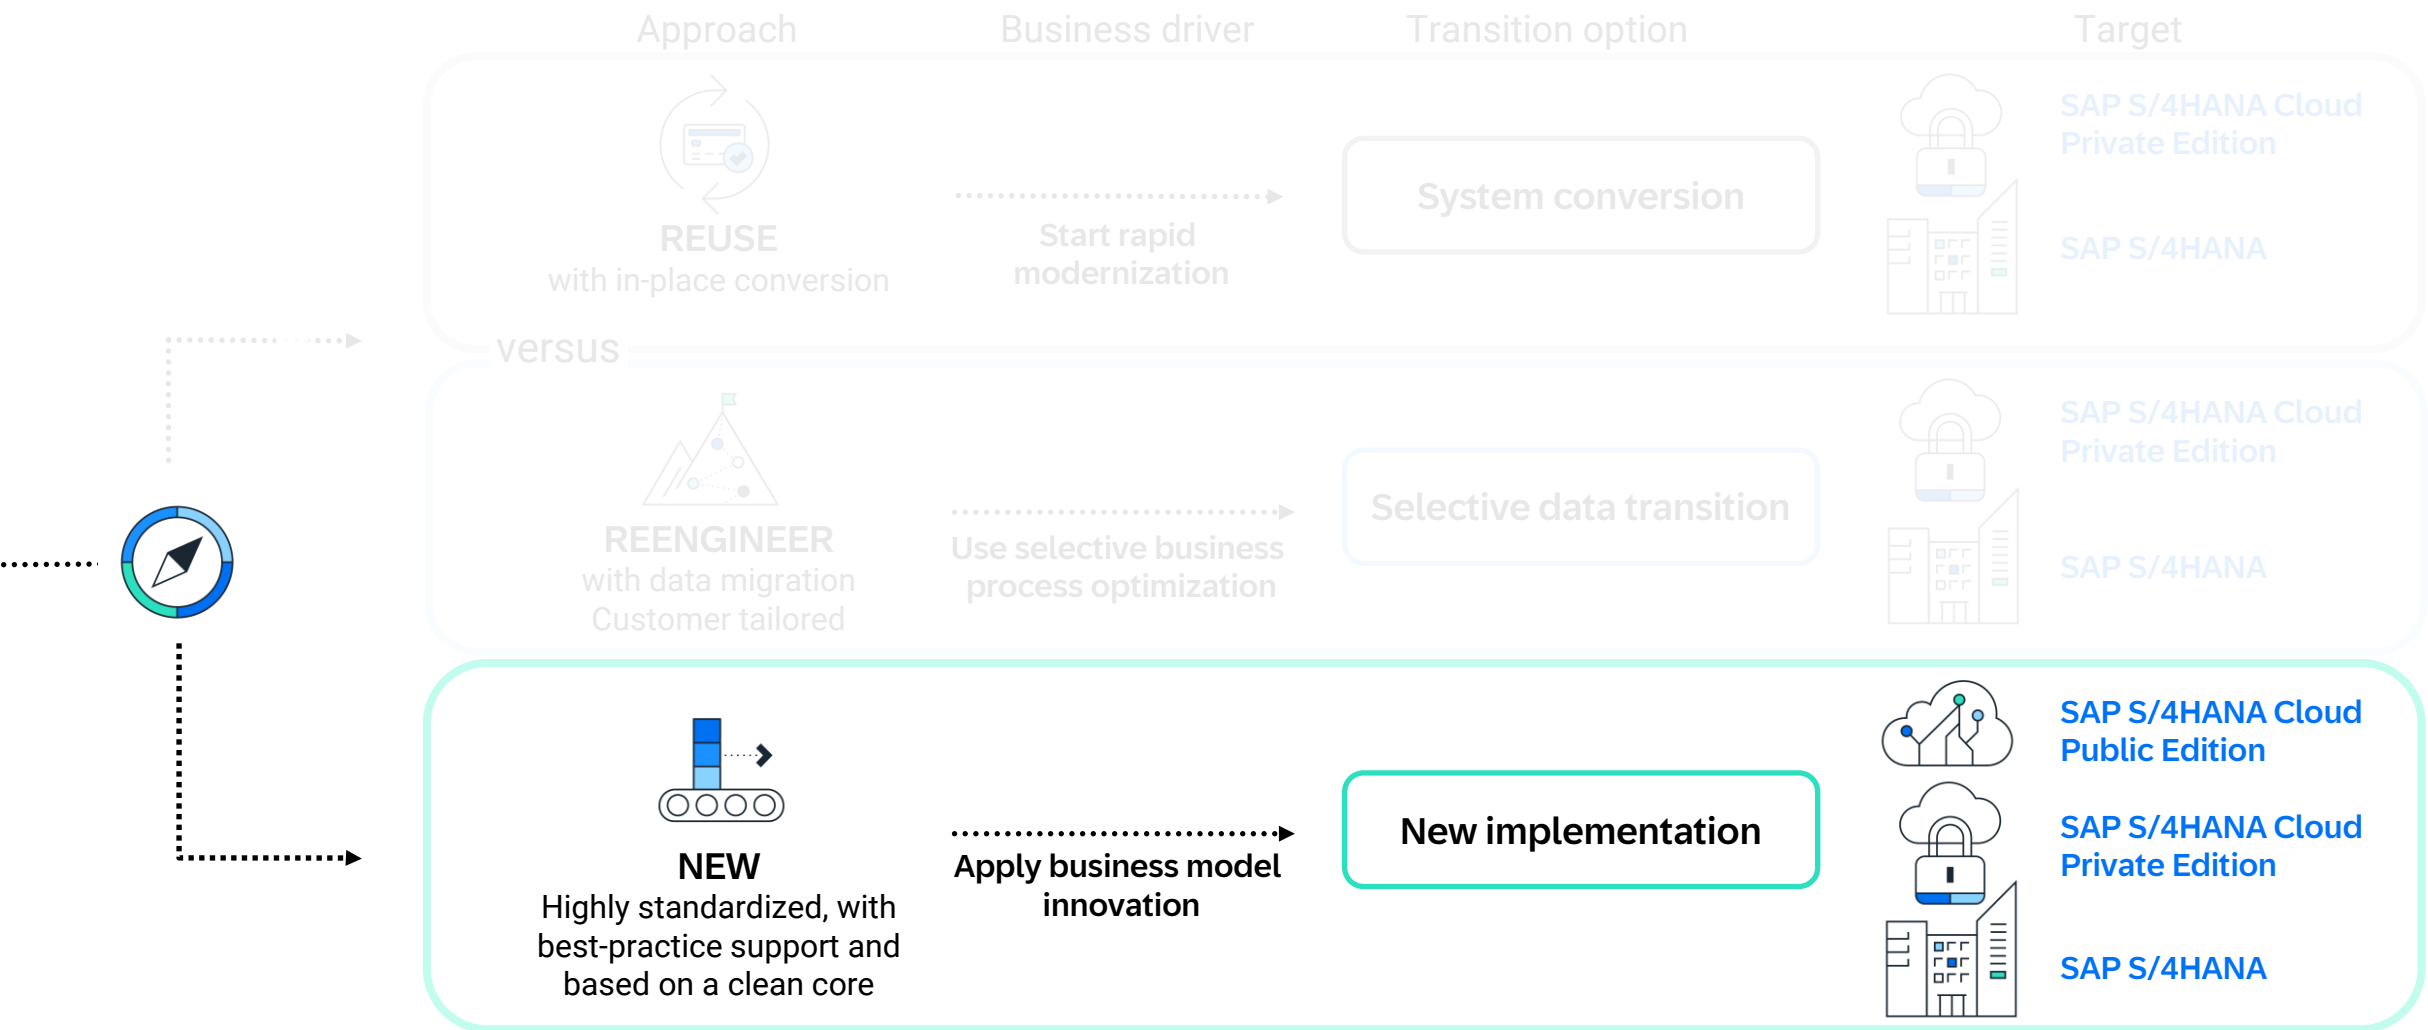 Approach
Business driver
Transition option
Target
REUSE
with in-place conversion
Start rapid
modernization
System conversion
SAP S/4HANA Cloud
Private Edition
SAP S/4HANA
versus
REENGINEER
with data migration
Customer tailored
Use selective business
process optimization
Selective data transition
SAP S/4HANA Cloud
Private Edition
SAP S/4HANA
NEW
Highly standardized, with
best-practice support and
based on a clean core
Apply business model
innovation
New implementation
SAP S/4HANA Cloud
Public Edition
SAP S/4HANA Cloud
Private Edition
SAP S/4HANA